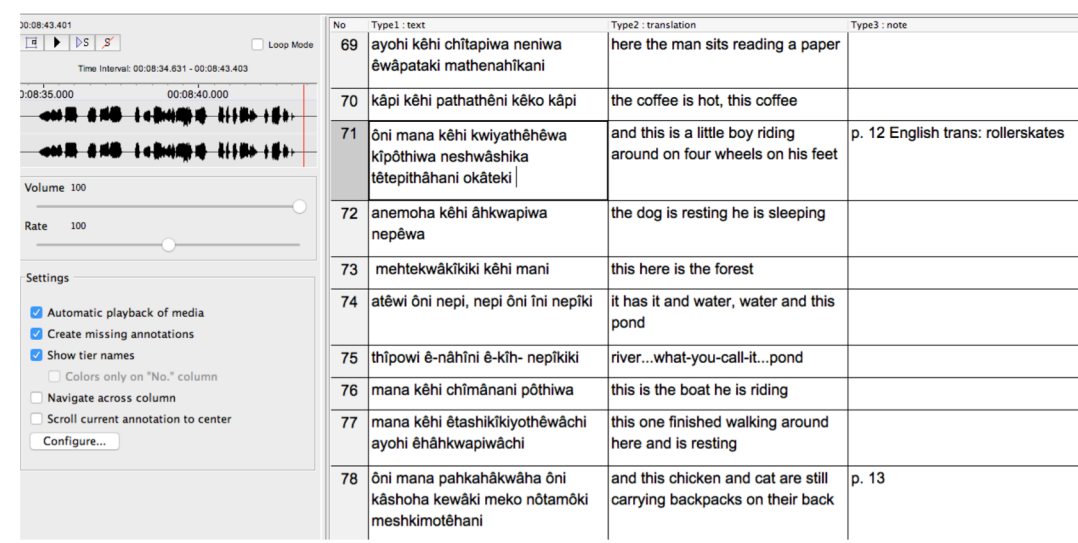 00:08:43.401
S S
Loop Mode
Time Interval: 00:08:34.631 - 00:08:43.403
0:08:35.000 00:08:40.000
Volume 100
Rate 100
Settings
Automatic playback of media
Create missing annotations
Show tier names
Colors only on "No." column
Navigate across column
Scroll current annotation to center
Configure...
No Type1 : text Type2 : translation Type3 : note
69 ayohi kêhi chîtapiwa neniwa here the man sits reading a paper
êwâpataki mathenahîkani
70 kâpi kêhi pathathêni kêko kâpi the coffee is hot, this coffee
71 ôni mana kêhi kwiyathêhêwa and this is a little boy riding p. 12 English trans: rollerskates
kîpôthiwa neshwâshika around on four wheels on his feet
têtepithâhani okâteki
72 anemoha kêhi âhkwapiwa the dog is resting he is sleeping
nepêwa
73 mehtekwâkîkiki kêhi mani this here is the forest
74 atêwi ôni nepi, nepi ôni îni nepîki it has it and water, water and this
pond
75 thîpowi ê-nâhîni ê-kîh- nepîkiki river...what-you-call-it...pond
76 mana kêhi chîmânani pôthiwa this is the boat he is riding
77 mana kêhi êtashikîkiyothêwâchi this one finished walking around
ayohi êhâhkwapiwâchi here and is resting
78 ôni mana pahkahâkwâha ôni and this chicken and cat are still p. 13
kâshoha kewâki meko nôtamôki carrying backpacks on their back
meshkimotêhani